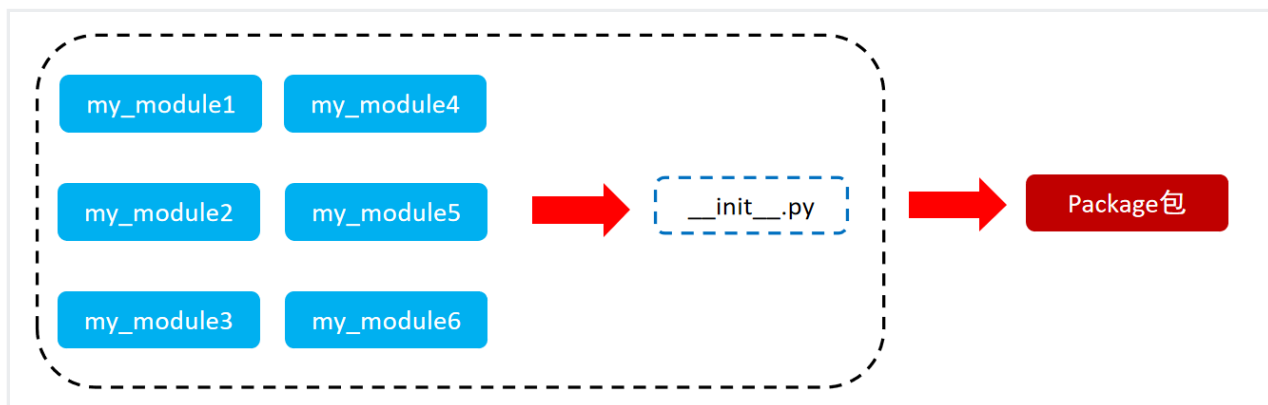 my_module1
my_module4
my_module2
my_module5
__init__.py
Package包
my_module3
my_module6